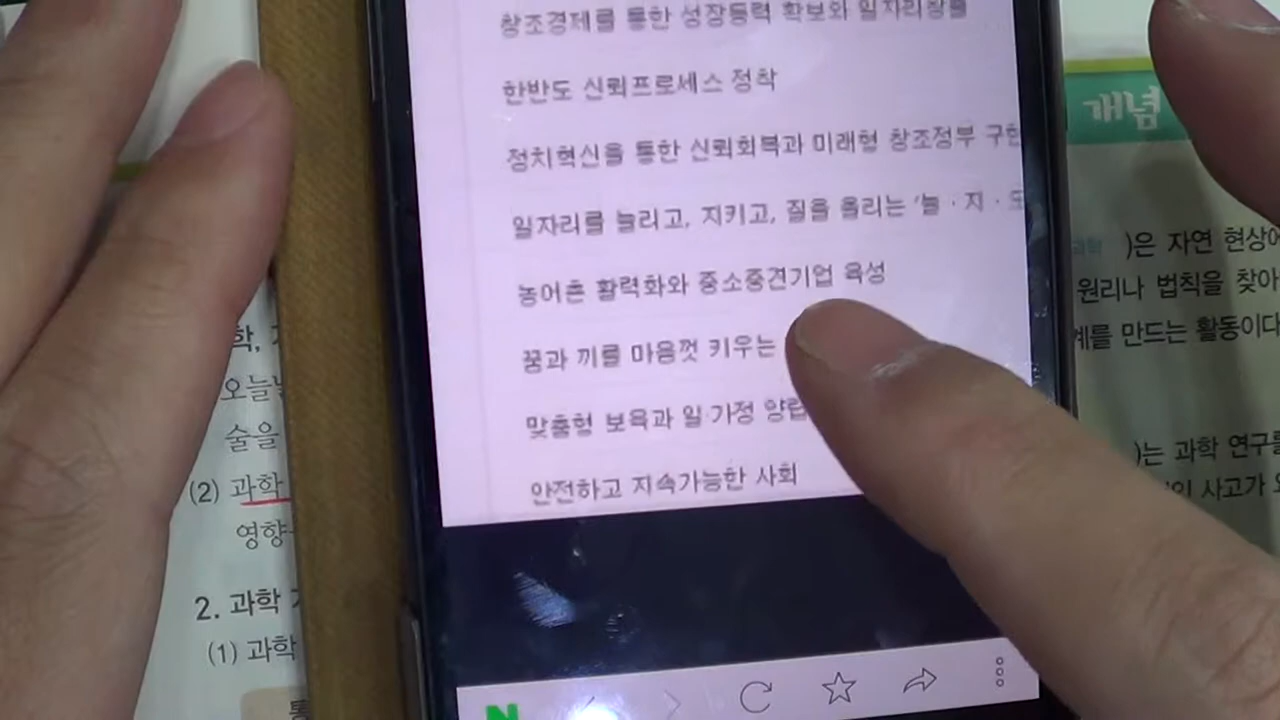 창조경제를 통한 성장동력 확보와 일자리창출
한반도 신뢰프로세스 정착
정치혁신을 통한 신뢰회복과 미래형 창조정부 구현
일자리를 늘리고, 지키고, 질을 올리는 '늘·지·
농어촌 활력화와 중소중견기업 육성
꿈과 끼를 마음껏 키우는
맞춤형 보육과 일·가정 양립
안전하고 지속가능한 사회
N
학,
오늘날
술을
(2) 과학
영향
2. 과학
(1) 과학
개념
)은 자연 현상에
원리나 법칙을 찾아
계를 만드는 활동이다
)는 과학 연구를
사고가